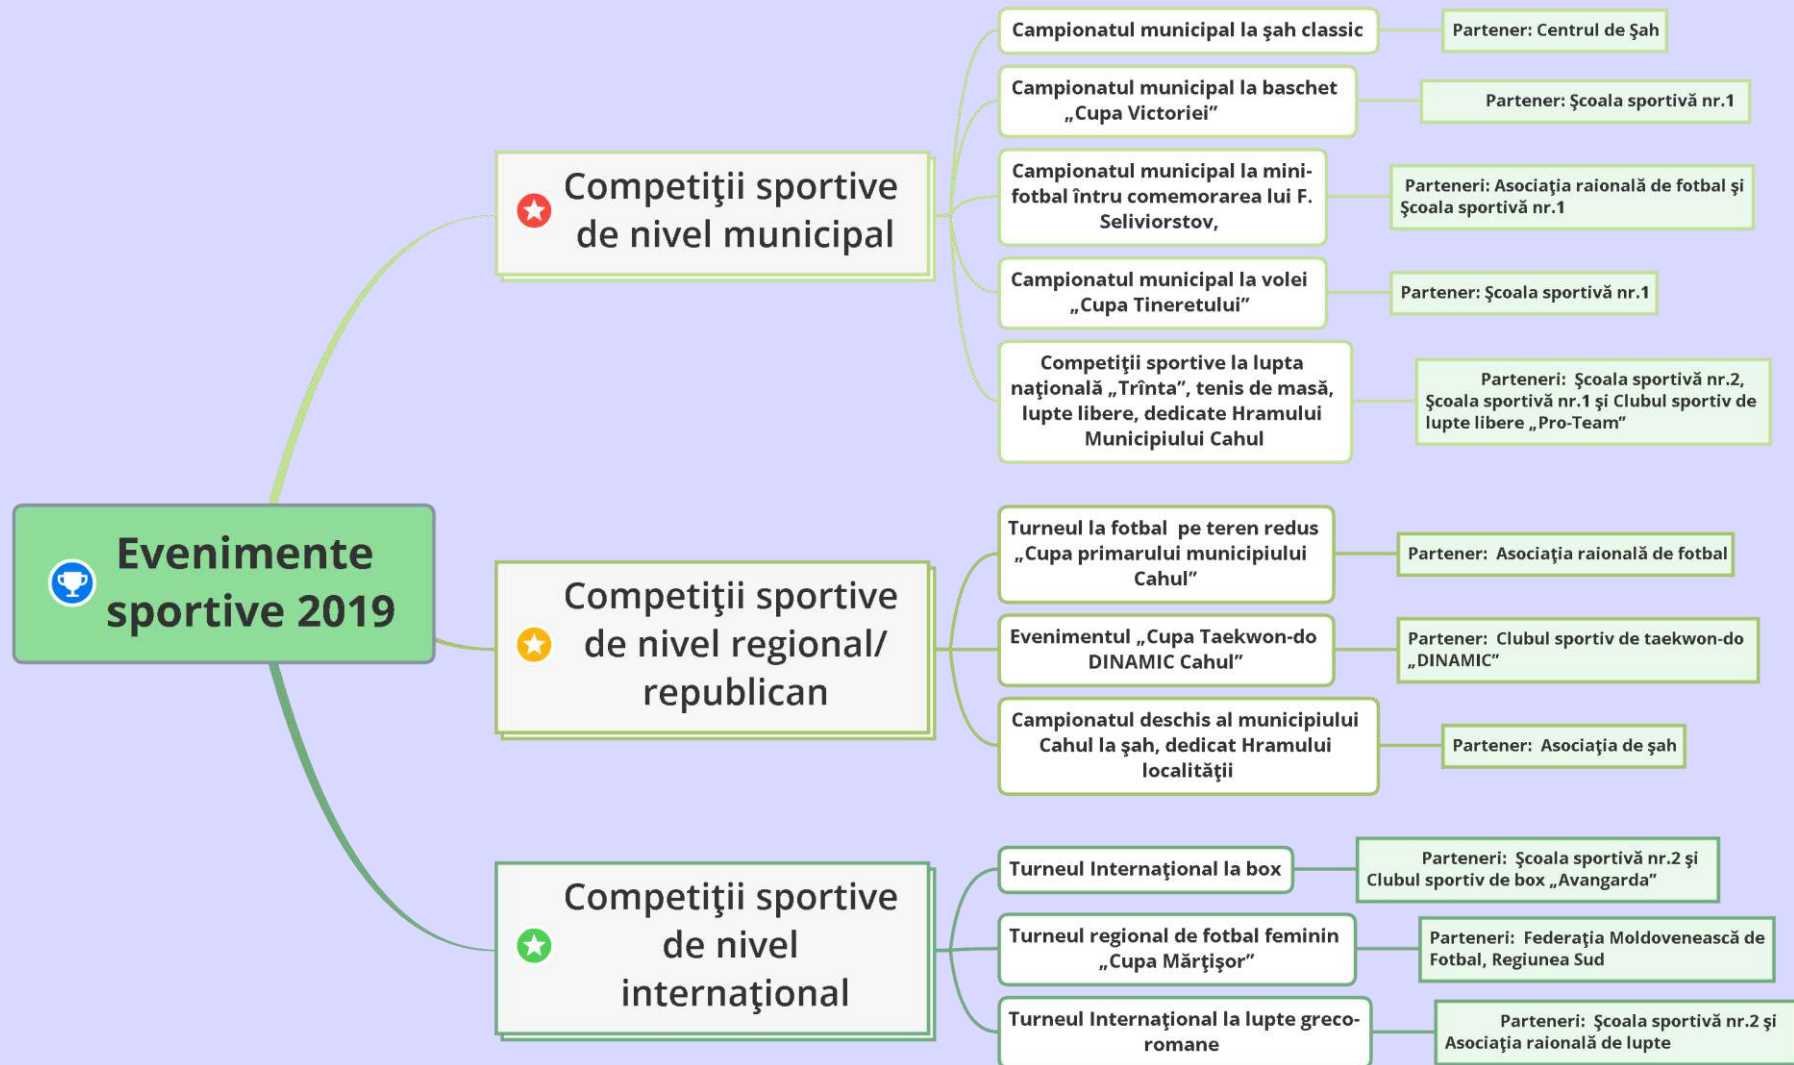 Evenimente
sportive 2019
Competiţii sportive
de nivel municipal
Campionatul municipal la şah classic
Partener: Centrul de Şah
Campionatul municipal la baschet
„Cupa Victoriei”
Partener: Şcoala sportivă nr.1
Campionatul municipal la mini-
fotbal întru comemorarea lui F.
Seliviorstov,
Parteneri: Asociaţia raională de fotbal şi
Şcoala sportivă nr.1
Campionatul municipal la volei
„Cupa Tineretului”
Partener: Şcoala sportivă nr.1
Competiţii sportive la lupta
naţională „Trînta”, tenis de masă,
lupte libere, dedicate Hramului
Municipiului Cahul
Parteneri: Şcoala sportivă nr.2,
Şcoala sportivă nr.1 şi Clubul sportiv de
lupte libere „Pro-Team”
Competiţii sportive
de nivel regional/
republican
Turneul la fotbal pe teren redus
„Cupa primarului municipiului
Cahul”
Partener: Asociaţia raională de fotbal
Evenimentul „Cupa Taekwon-do
DINAMIC Cahul”
Partener: Clubul sportiv de taekwon-do
„DINAMIC”
Campionatul deschis al municipiului
Cahul la şah, dedicat Hramului
localităţii
Partener: Asociaţia de şah
Competiţii sportive
de nivel
internaţional
Turneul Internaţional la box
Parteneri: Şcoala sportivă nr.2 şi
Clubul sportiv de box „Avangarda”
Turneul regional de fotbal feminin
„Cupa Mărţişor”
Parteneri: Federaţia Moldovenească de
Fotbal, Regiunea Sud
Turneul Internaţional la lupte greco-
romane
Parteneri: Şcoala sportivă nr.2 şi
Asociaţia raională de lupte